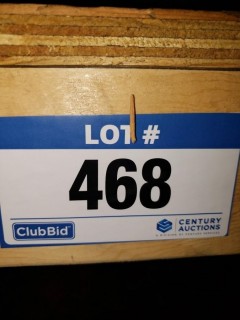 LOT #
468
ClubBid
CENTURY
AUCTIONS